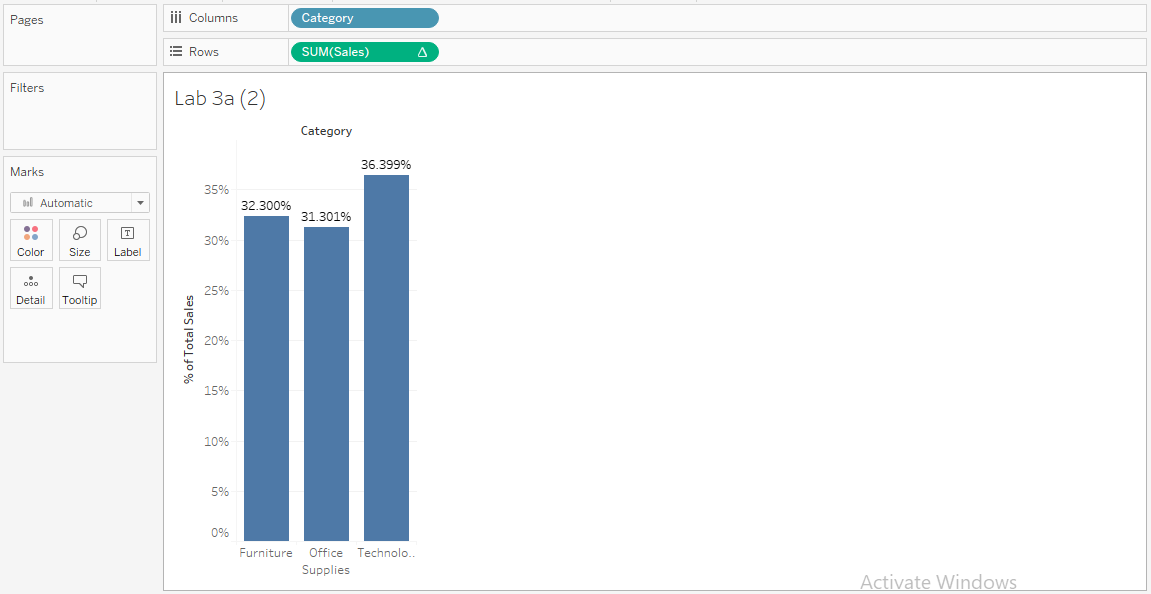 Pages
Columns
Category
Rows
SUM(Sales) Δ
Filters
Marks
Automatic
Color
Size
Label
Detail
Tooltip
Lab 3a (2)
Category
36.399%
32.300%
31.301%
35%
30%
25%
20%
15%
10%
5%
0%
% of Total Sales
Furniture
Office
Supplies
Technolo..
Activate Windows